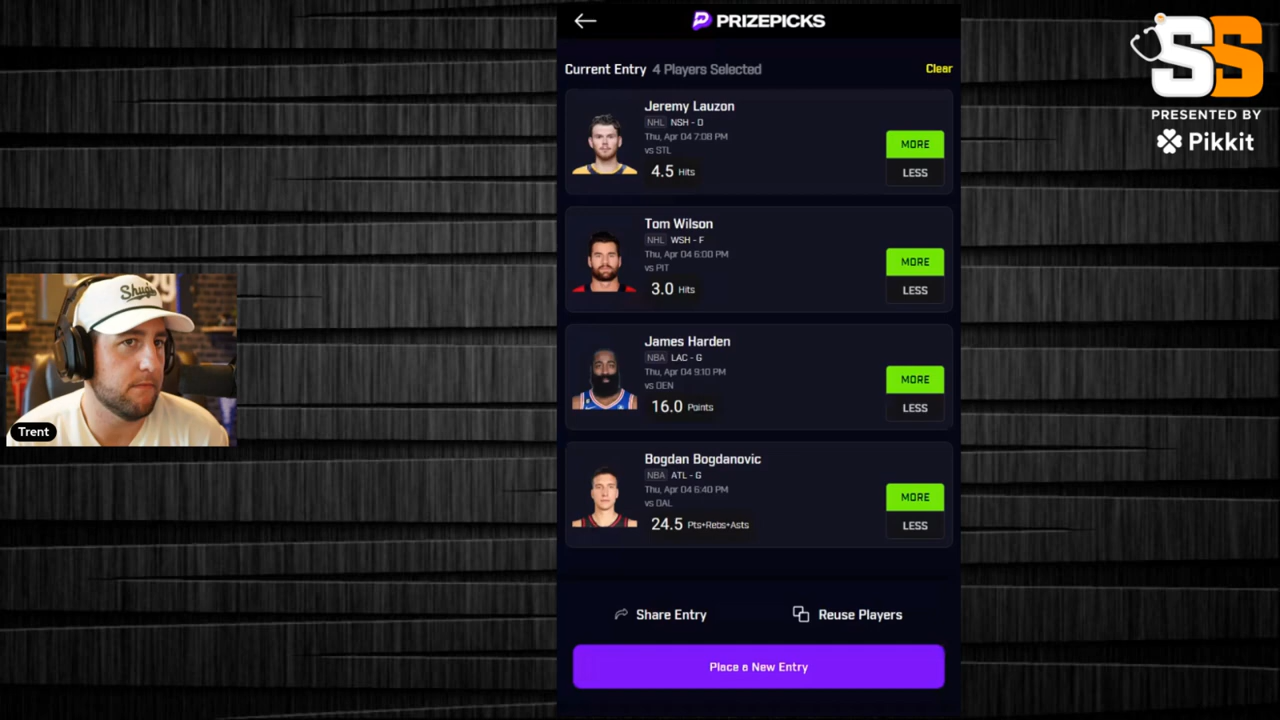 PRIZEPICKS
Current Entry 4 Players Selected
Clear
Jeremy Lauzon
NHL NSH - D
Thu, Apr 04 7:08 PM
vs STL
4.5 Hits
MORE
LESS
Tom Wilson
NHL WSH - F
Thu, Apr 04 6:00 PM
vs PIT
3.0 Hits
MORE
LESS
James Harden
NBA LAC - G
Thu, Apr 04 9:10 PM
vs DEN
16.0 Points
MORE
LESS
Bogdan Bogdanovic
NBA ATL - G
Thu, Apr 04 6:40 PM
vs DAL
24.5 Pts+Rebs+Asts
MORE
LESS
Share Entry
Reuse Players
Place a New Entry
Trent
SS
PRESENTED BY
Pikkit